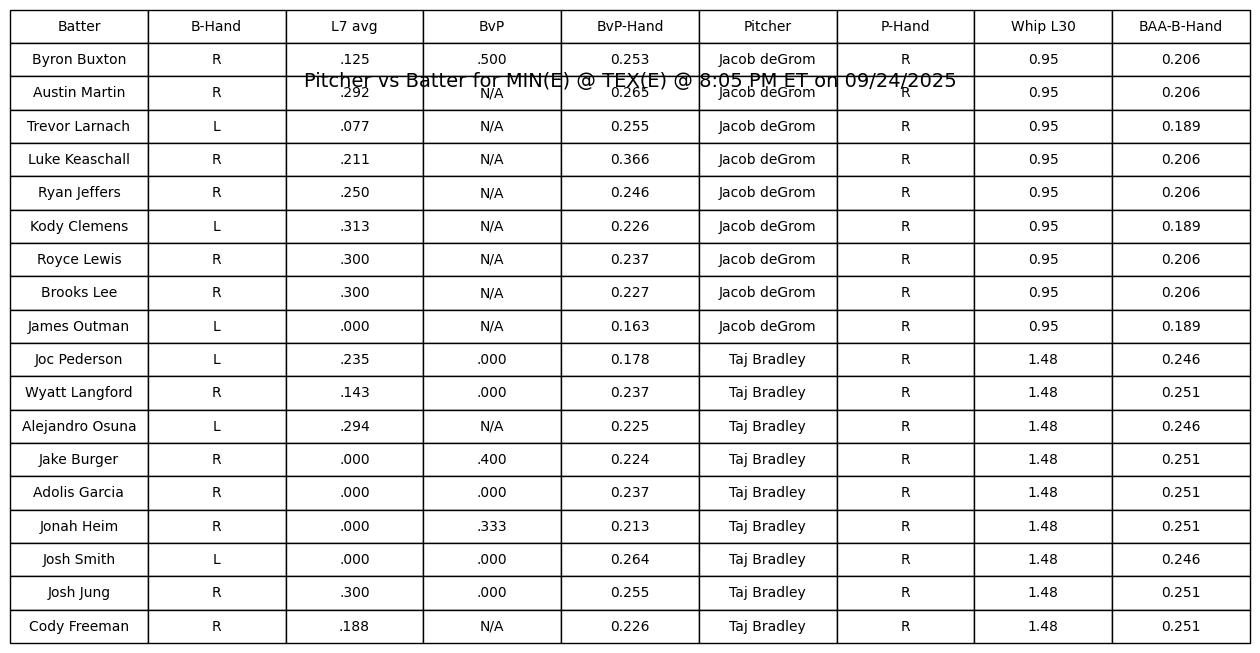 Batter B-Hand L7 avg BvP BvP-Hand Pitcher P-Hand Whip L30 BAA-B-Hand
Byron Buxton R .125 .500 0.253 Jacob deGrom R 0.95 0.206
Pitcher vs Batter for MIN(E) @ TEX(E) @ 8:05 PM ET on 09/24/2025
Austin Martin R .292 N/A 0.265 Jacob deGrom R 0.95 0.206
Trevor Larnach L .077 N/A 0.255 Jacob deGrom R 0.95 0.189
Luke Keaschall R .211 N/A 0.366 Jacob deGrom R 0.95 0.206
Ryan Jeffers R .250 N/A 0.246 Jacob deGrom R 0.95 0.206
Kody Clemens L .313 N/A 0.226 Jacob deGrom R 0.95 0.189
Royce Lewis R .300 N/A 0.237 Jacob deGrom R 0.95 0.206
Brooks Lee R .300 N/A 0.227 Jacob deGrom R 0.95 0.206
James Outman L .000 N/A 0.163 Jacob deGrom R 0.95 0.189
Joc Pederson L .235 .000 0.178 Taj Bradley R 1.48 0.246
Wyatt Langford R .143 .000 0.237 Taj Bradley R 1.48 0.251
Alejandro Osuna L .294 N/A 0.225 Taj Bradley R 1.48 0.246
Jake Burger R .000 .400 0.224 Taj Bradley R 1.48 0.251
Adolis Garcia R .000 .000 0.237 Taj Bradley R 1.48 0.251
Jonah Heim R .000 .333 0.213 Taj Bradley R 1.48 0.251
Josh Smith L .000 .000 0.264 Taj Bradley R 1.48 0.246
Josh Jung R .300 .000 0.255 Taj Bradley R 1.48 0.251
Cody Freeman R .188 N/A 0.226 Taj Bradley R 1.48 0.251